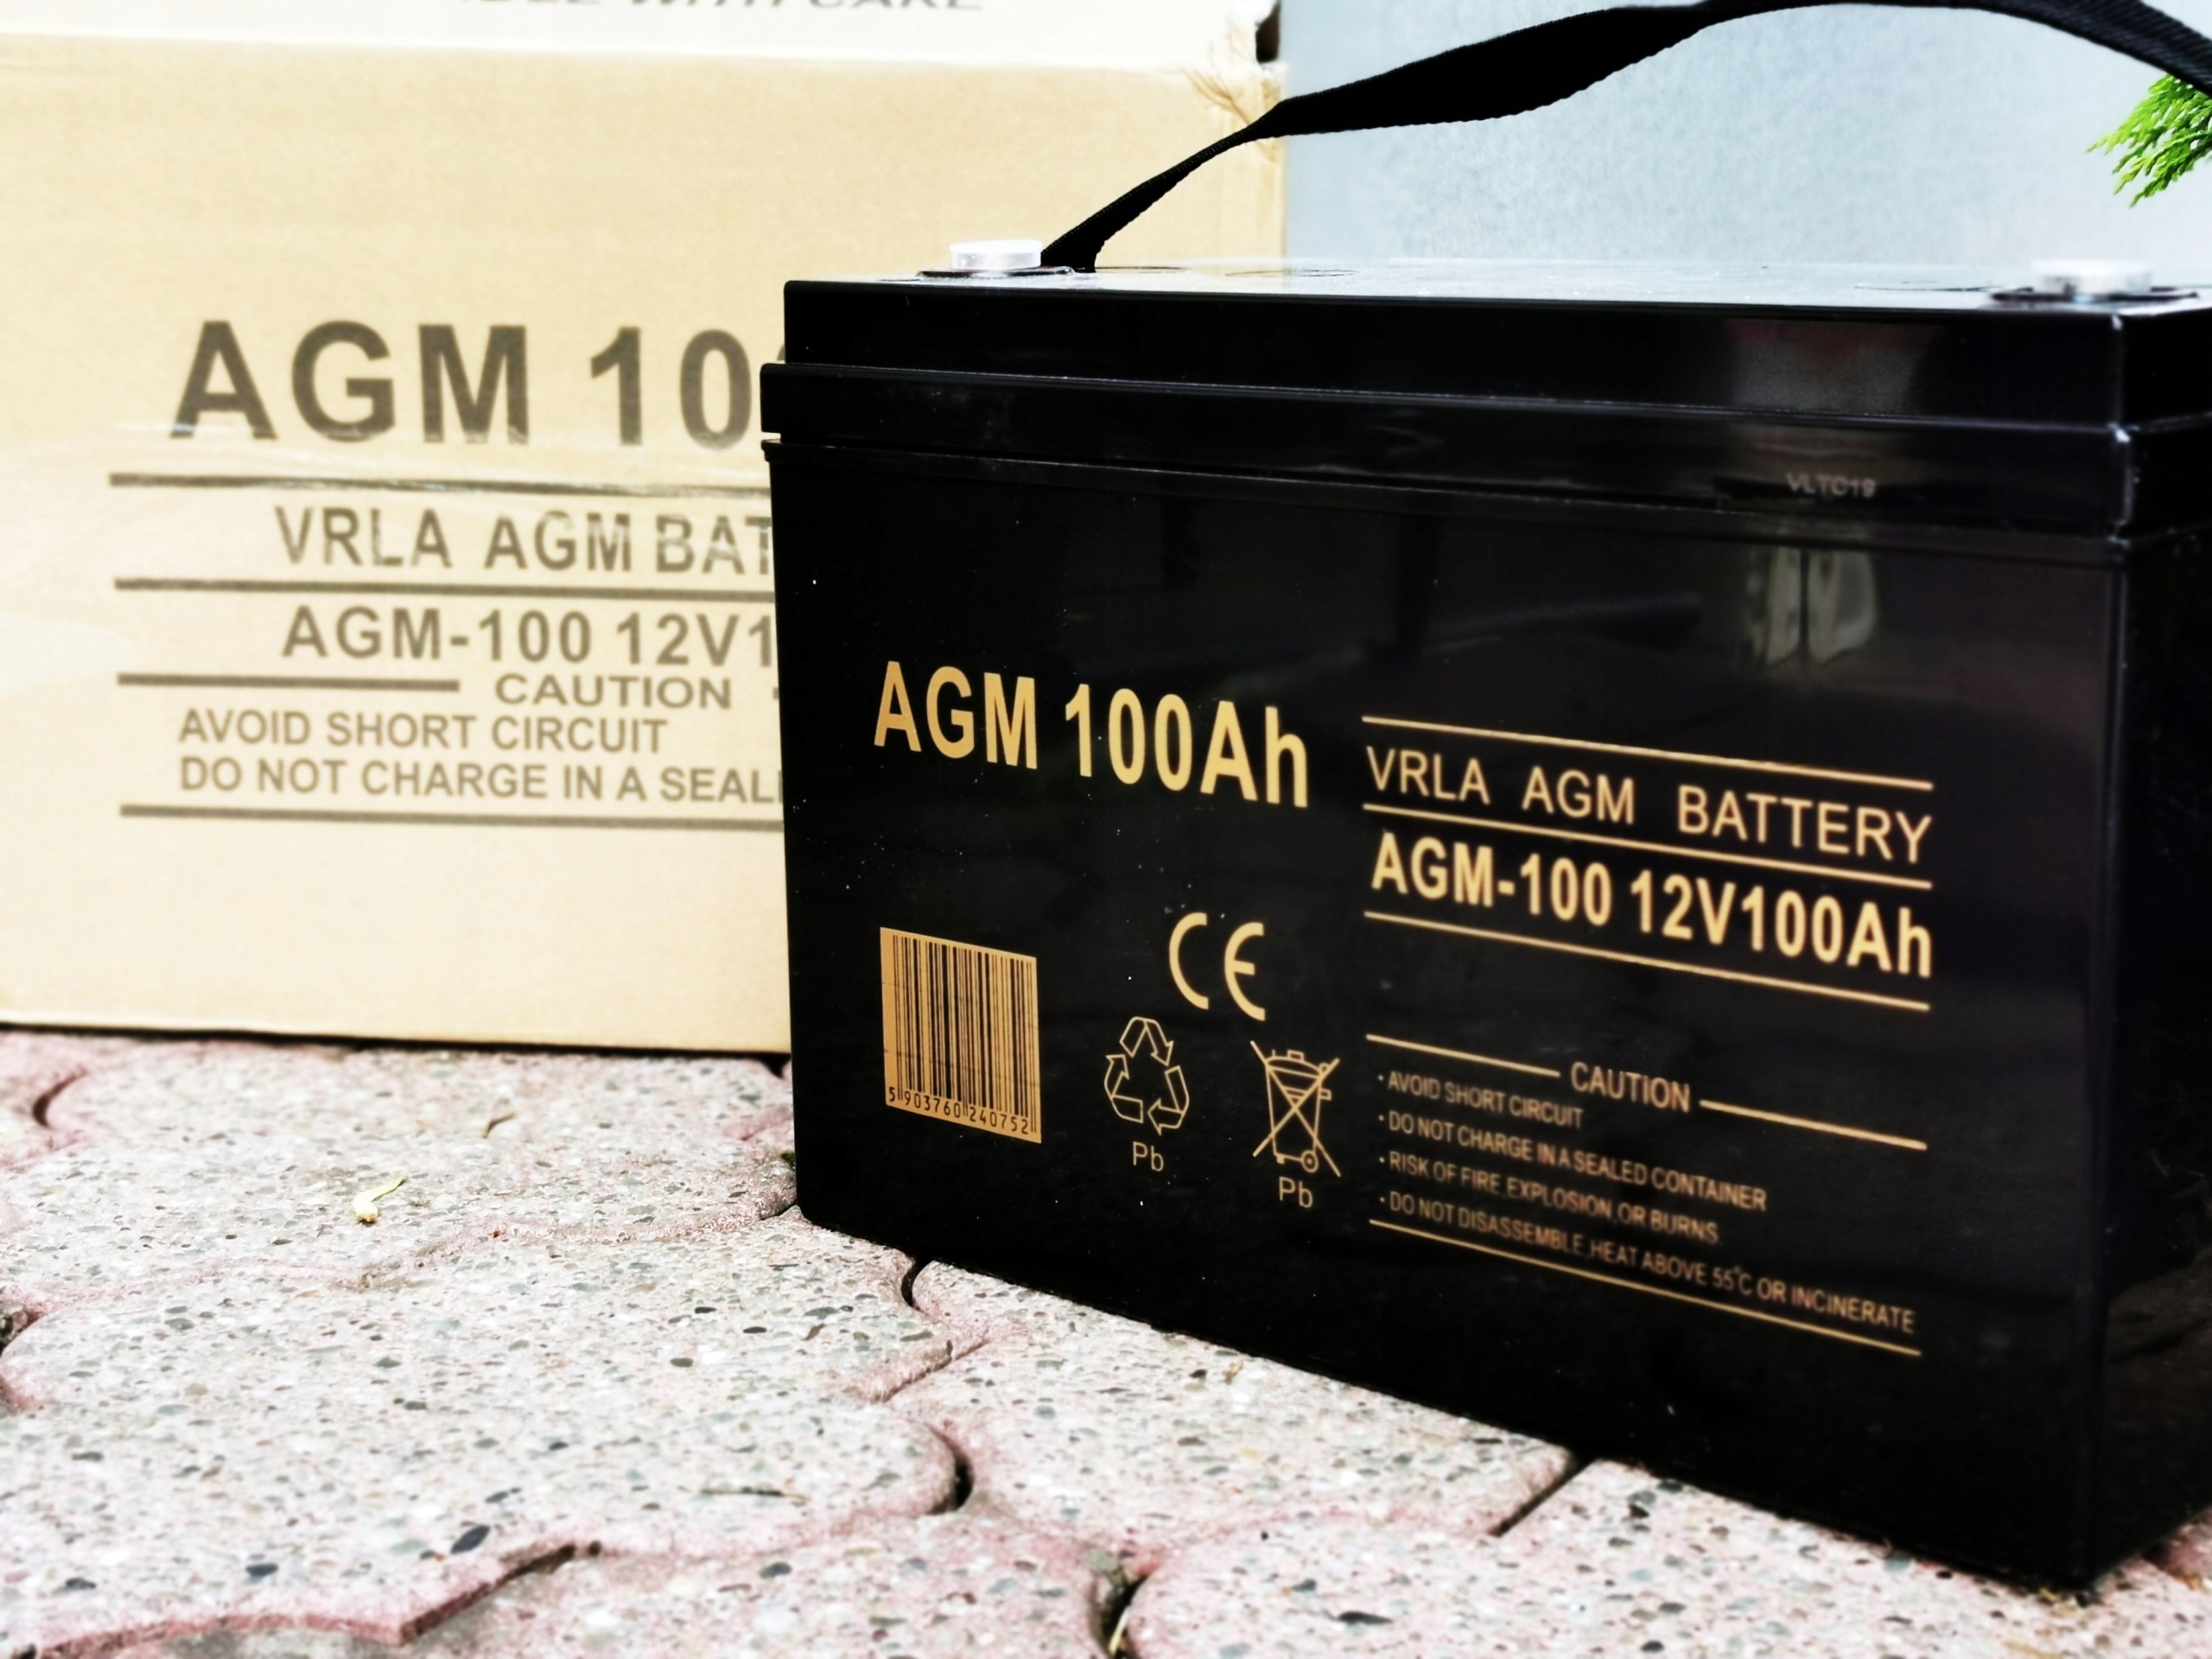 WITH CARE
AGM 10
VRLA AGM BAT
AGM-100 12V1
CAUTION
AVOID SHORT CIRCUIT
DO NOT CHARGE IN A SEAL
VLTC19
AGM 100Ah
VRLA AGM BATTERY
AGM-100 12V100Ah
CE
5 903760 240752
Pb
Pb
CAUTION
·AVOID SHORT CIRCUIT
·DO NOT CHARGE IN A SEALED CONTAINER
·RISK OF FIRE,EXPLOSION,OR BURNS
·DO NOT DISASSEMBLE,HEAT ABOVE 55°C OR INCINERATE